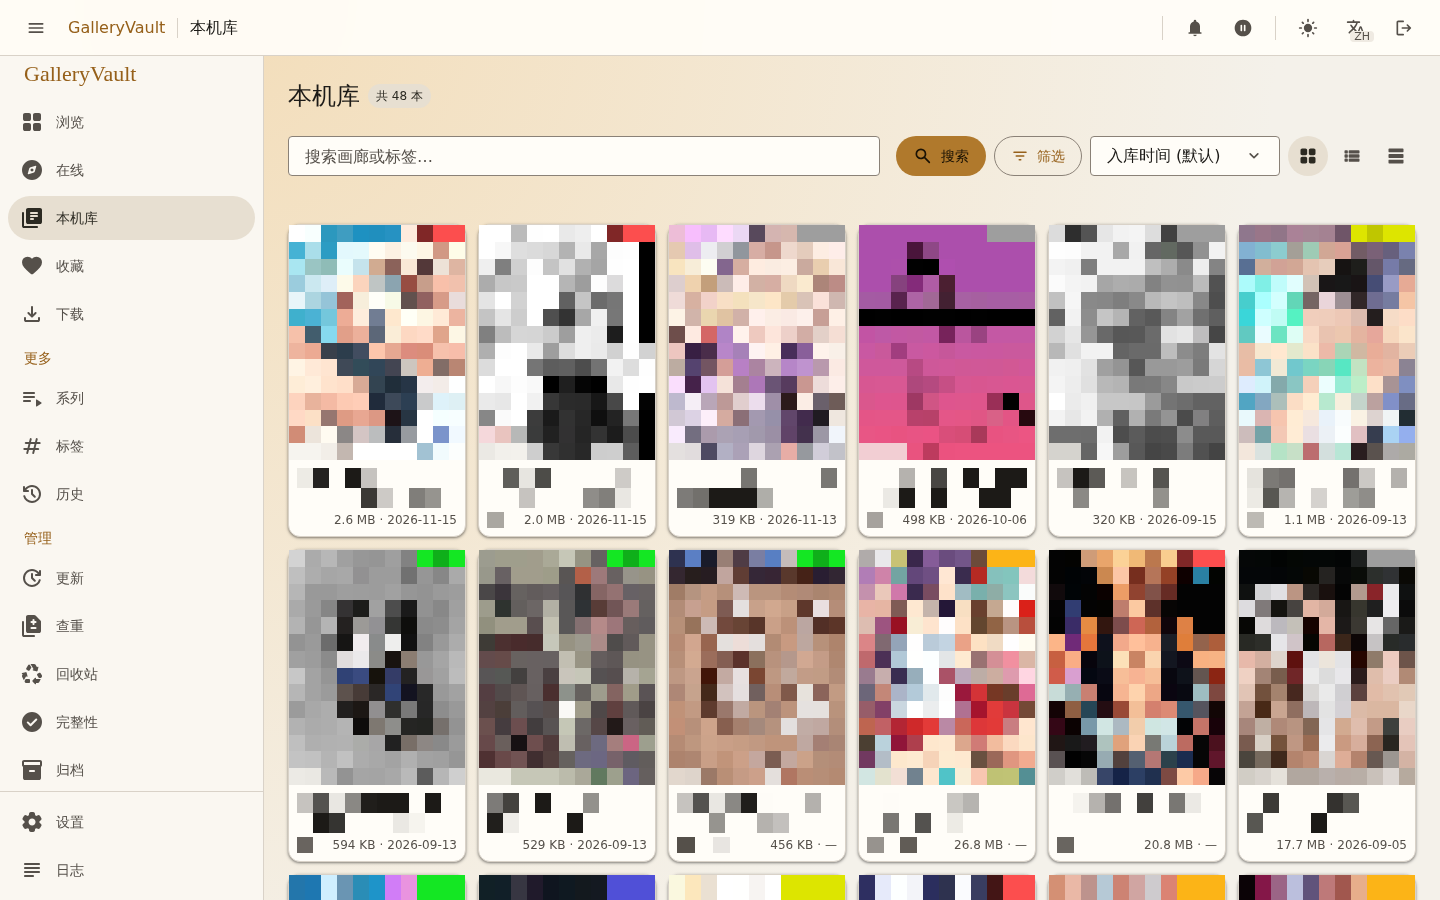 GalleryVault
本机库
ZH
GalleryVault
浏览
在线
本机库
收藏
下载
更多
系列
标签
历史
管理
更新
查重
回收站
完整性
归档
设置
日志
本机库
共 48 本
搜索画廊或标签...
搜索
筛选
入库时间 (默认)
2.6 MB · 2026-11-15
2.0 MB · 2026-11-15
319 KB · 2026-11-13
498 KB · 2026-10-06
320 KB · 2026-09-15
1.1 MB · 2026-09-13
594 KB · 2026-09-13
529 KB · 2026-09-13
456 KB · —
26.8 MB · —
20.8 MB · —
17.7 MB · 2026-09-05